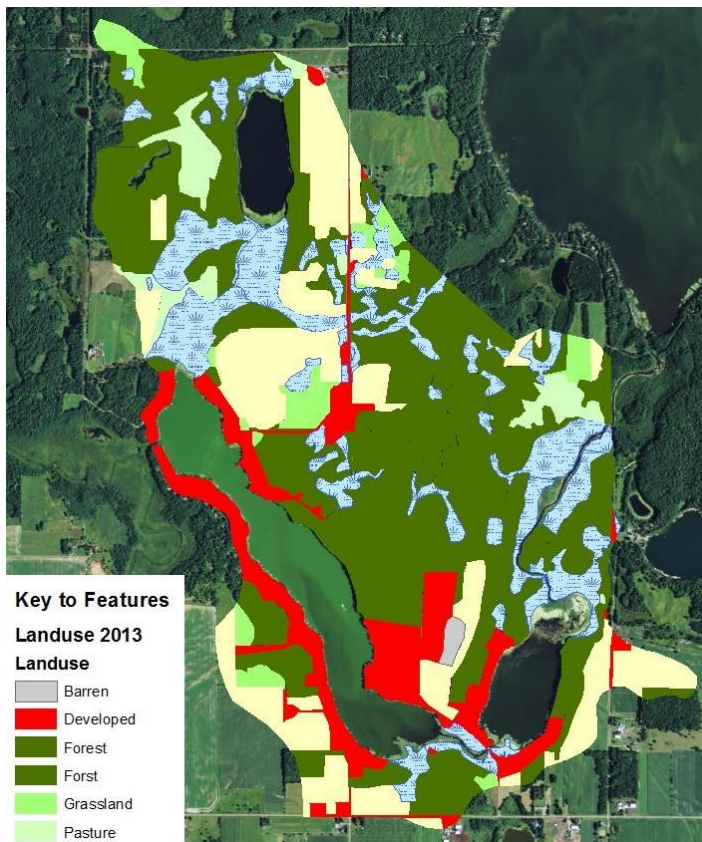 Key to Features
Landuse 2013
Landuse
Barren
Developed
Forest
Forst
Grassland
Pasture